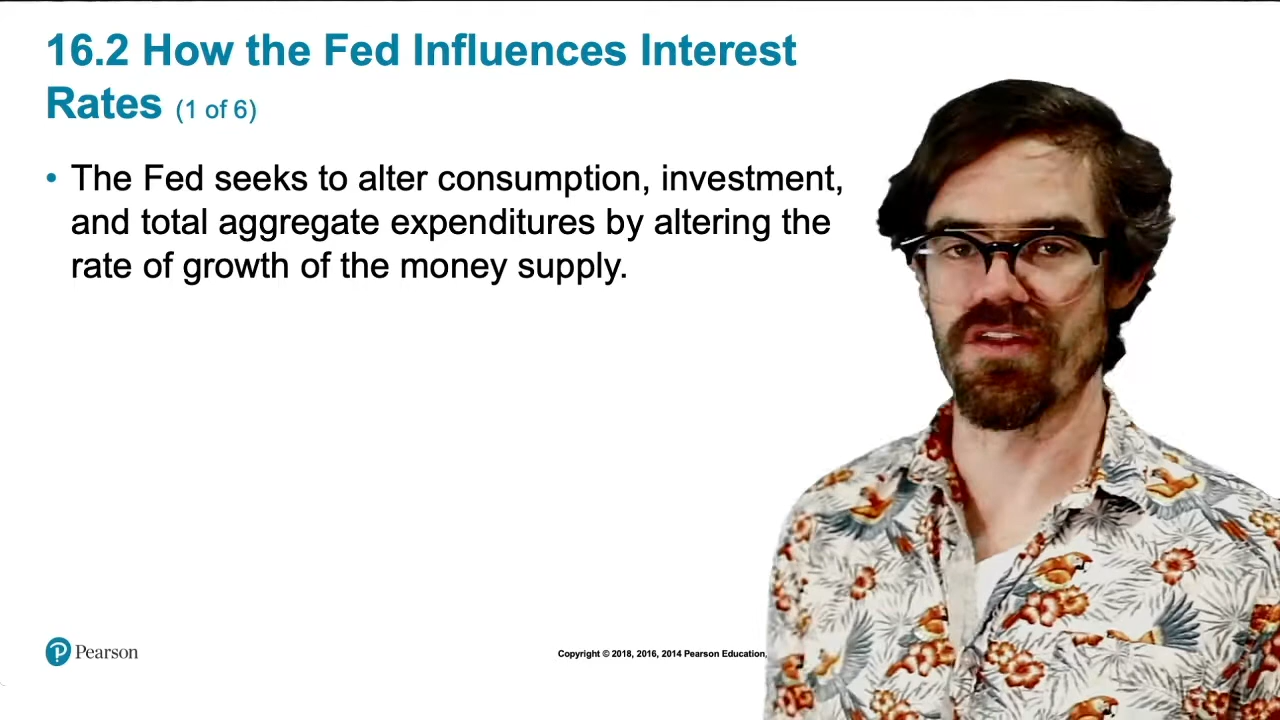 16.2 How the Fed Influences Interest
Rates (1 of 6)
• The Fed seeks to alter consumption, investment,
and total aggregate expenditures by altering the
rate of growth of the money supply.
Pearson
Copyright © 2018, 2016, 2014 Pearson Education,